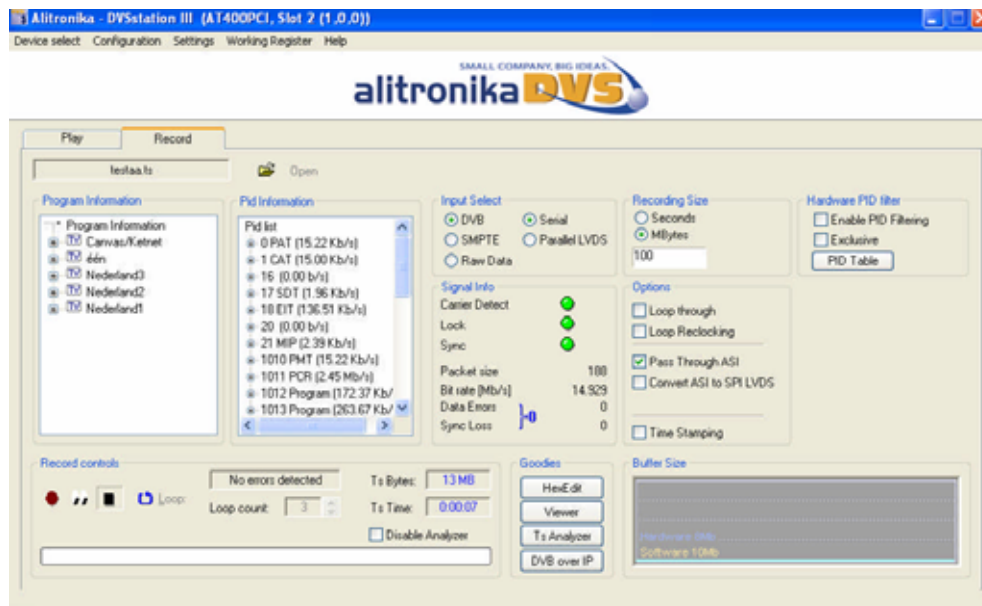 Alitronika - DVSstation III (AT400PCI, Slot 2 (1,0,0))
Device select Configuration Settings Working Register Help
SMALL COMPANY, BIG IDEAS.
alitronika DVS
Play Record
testaa.ts Open
Program Information
Program Information
Canvas/Ketnet
één
Nederland3
Nederland2
Nederland1
Pid Information
Pid list
0 PAT (15.22 Kb/s)
1 CAT (15.00 Kb/s)
16 (0.00 b/s)
17 SDT (1.96 Kb/s)
18 EIT (136.51 Kb/s)
20 (0.00 b/s)
21 MIP (2.39 Kb/s)
1010 PMT (15.22 Kb/s)
1011 PCR (2.45 Mb/s)
1012 Program (172.37 Kb/
1013 Program (263.67 Kb/
Input Select
DVB Serial
SMPTE Parallel LVDS
Raw Data
Signal Info
Carrier Detect
Lock
Sync
Packet size 188
Bit rate [Mb/s] 14.929
Data Errors 0
}-0
Sync Loss 0
Recording Size
Seconds
MBytes
100
Options
Loop through
Loop Reclocking
Pass Through ASI
Convert ASI to SPI LVDS
Time Stamping
Hardware PID filter
Enable PID Filtering
Exclusive
PID Table
Record controls
Loop:
No errors detected
Loop count: 3
Ts Bytes: 13 MB
Ts Time: 0:00:07
Disable Analyzer
Goodies
HexEdit
Viewer
Ts Analyzer
DVB over IP
Buffer Size
Software 10Mb